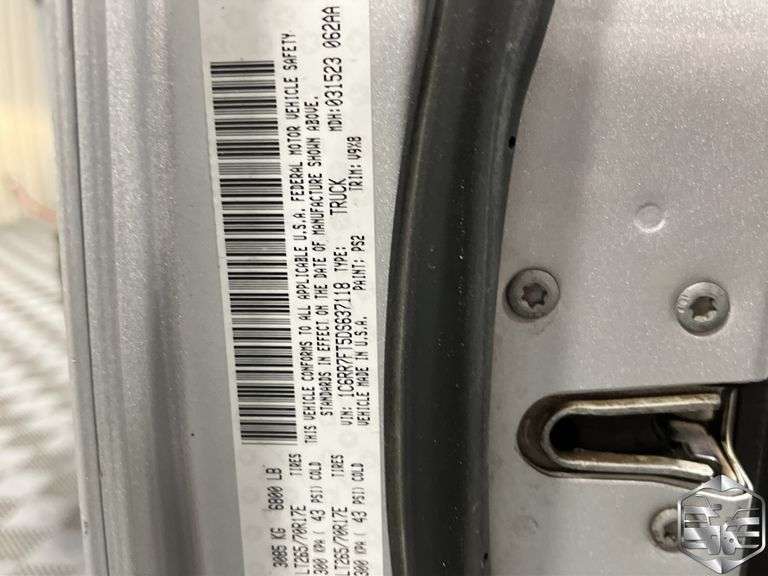 3085 KG 6800 LB
LT265/70R17E TIRES
300 KPA ( 43 PSI) COLD
LT265/70R17E TIRES
300 KPA ( 43 PSI) COLD
THIS VEHICLE CONFORMS TO ALL APPLICABLE U.S.A. FEDERAL MOTOR VEHICLE SAFETY
STANDARDS IN EFFECT ON THE DATE OF MANUFACTURE SHOWN ABOVE.
VIN: 1C6RR7FT5DS637118 TYPE: TRUCK MDH:031523 062AA
VEHICLE MADE IN U.S.A. PAINT: PS2 TRIM: V9X8